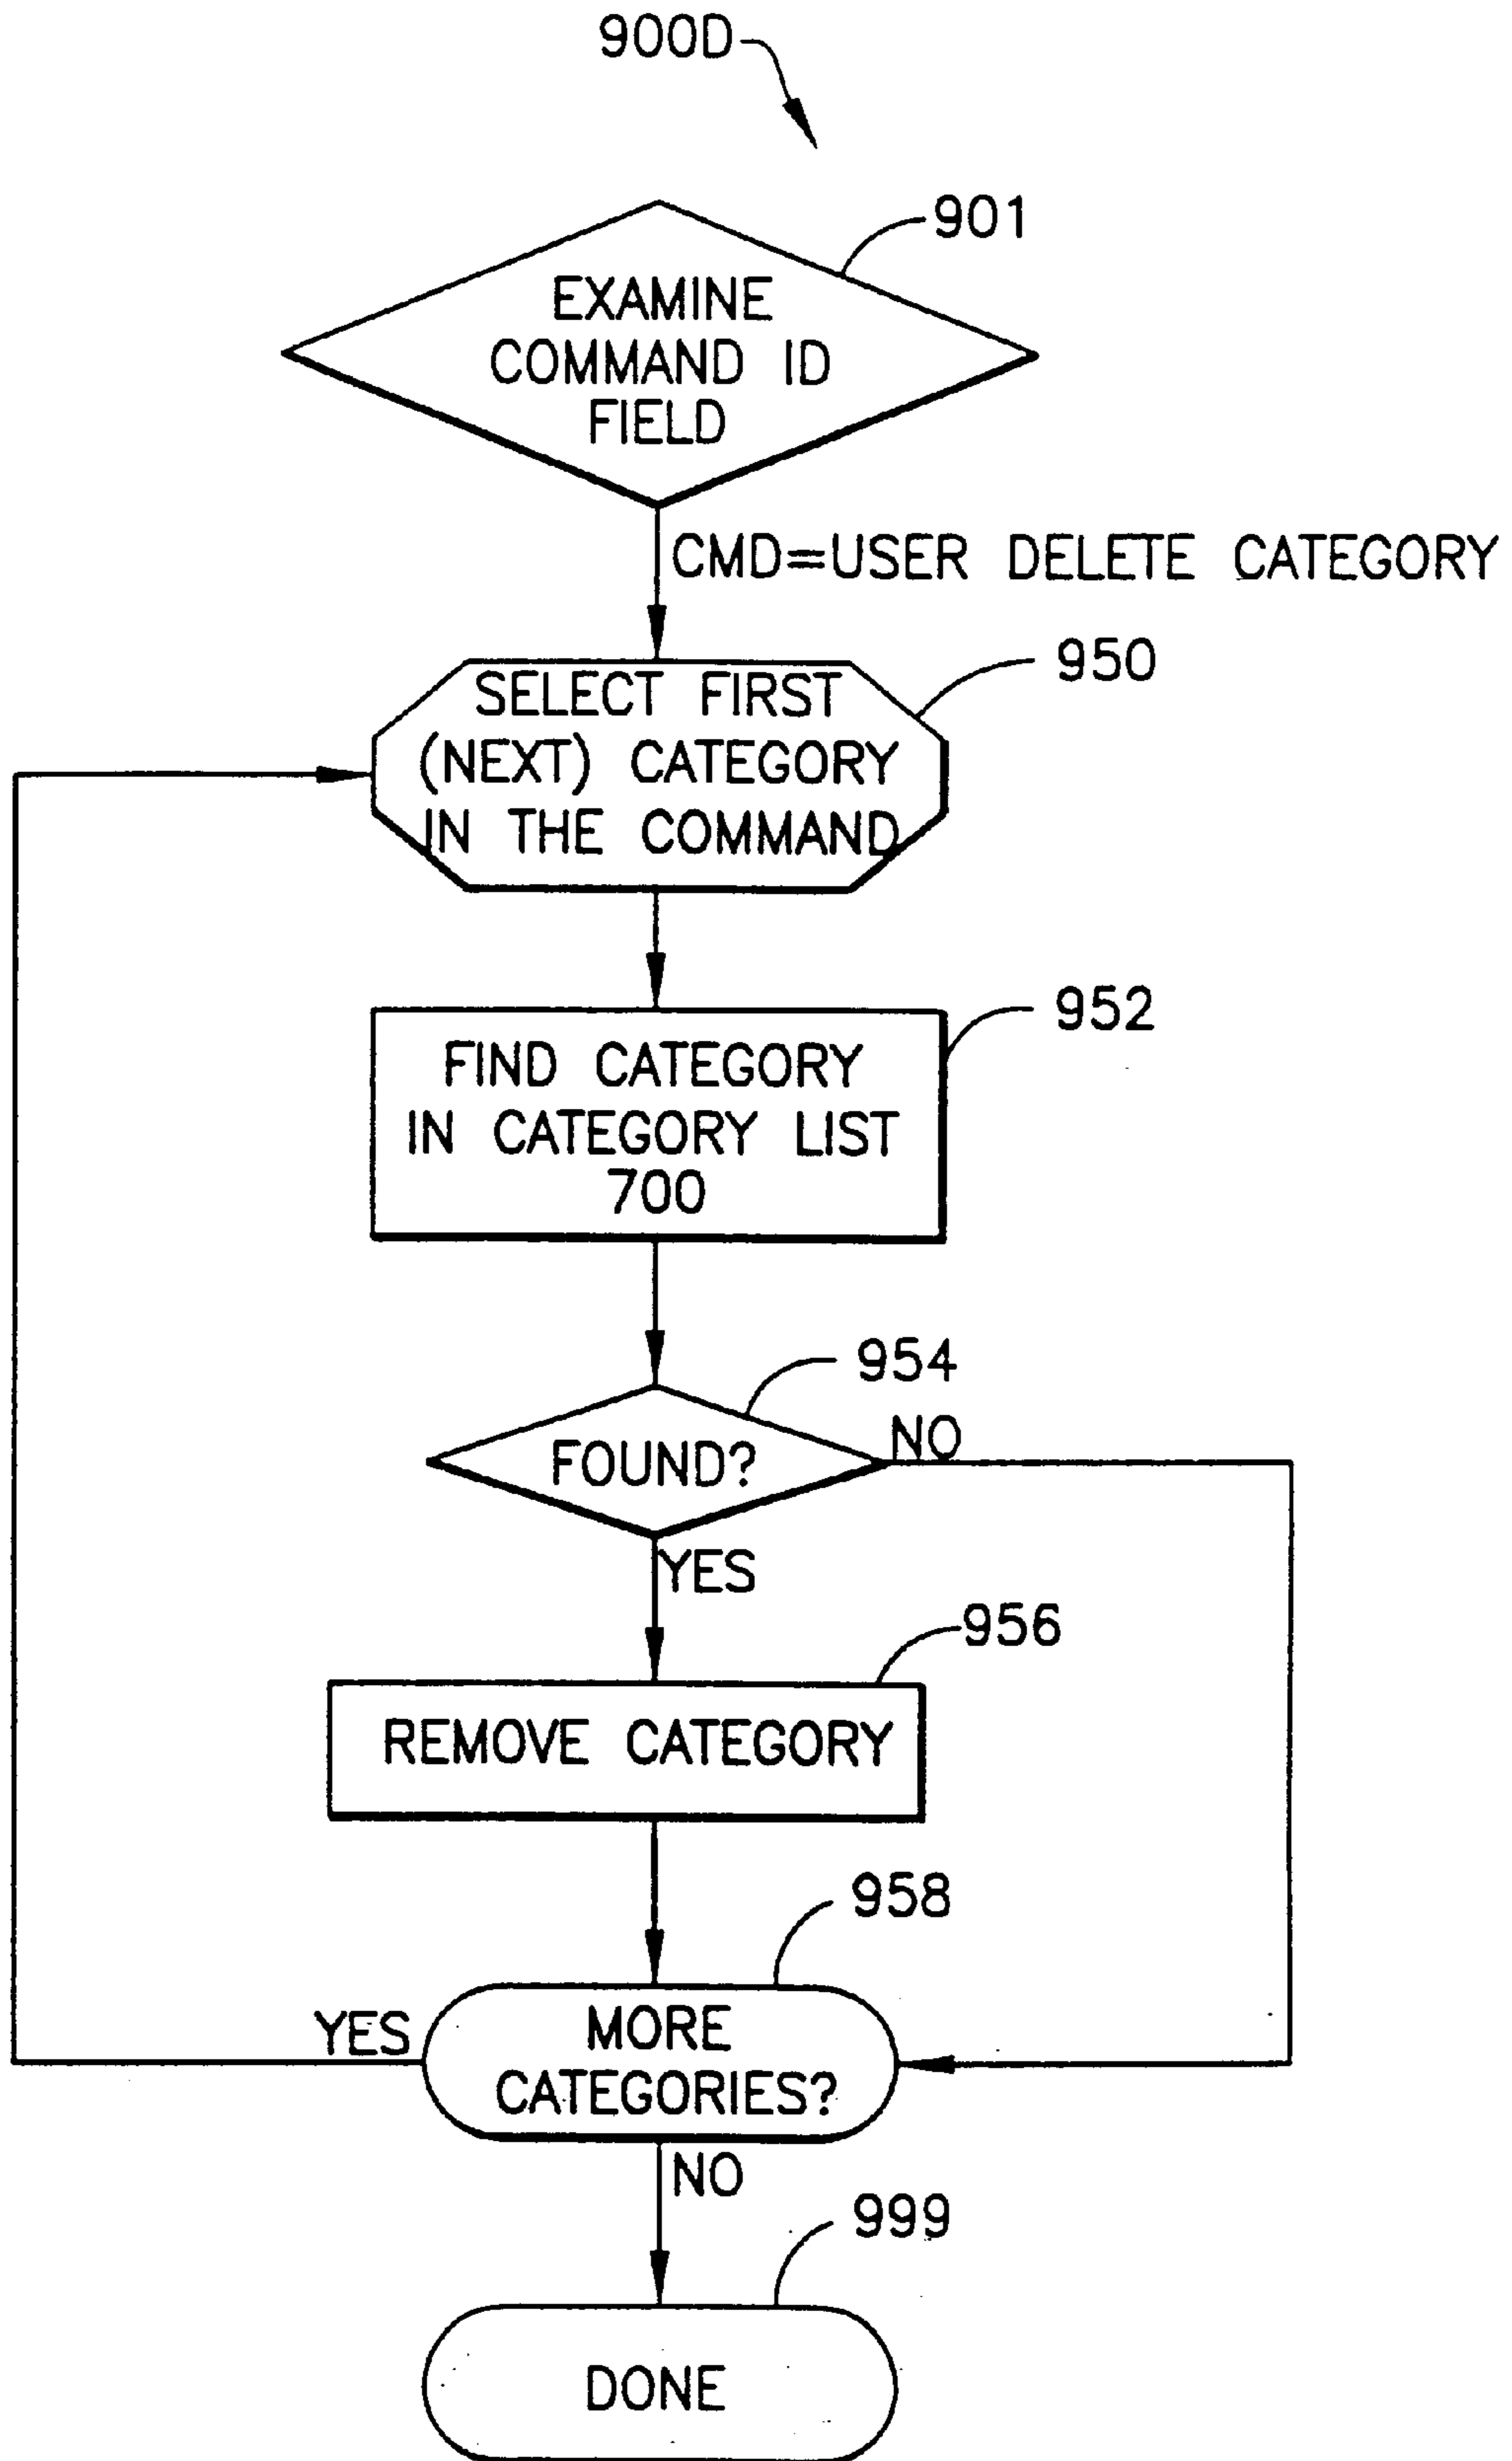 900D
901
EXAMINE
COMMAND ID
FIELD
CMD=USER DELETE CATEGORY
950
SELECT FIRST
(NEXT) CATEGORY
IN THE COMMAND
952
FIND CATEGORY
IN CATEGORY LIST
700
954
FOUND?
NO
YES
956
REMOVE CATEGORY
958
YES
MORE
CATEGORIES?
NO
999
DONE